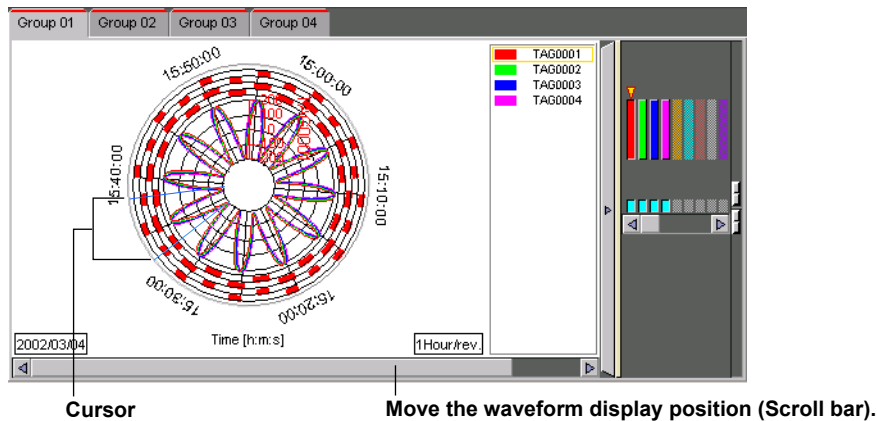 Group 01 Group 02 Group 03 Group 04
15:50:00 15:00:00
TAG0001
TAG0002
TAG0003
TAG0004
15:40:00 15:10:00
15:30:00 15:20:00
2002/03/04 Time [h:m:s] 1Hour/rev.
Cursor Move the waveform display position (Scroll bar).